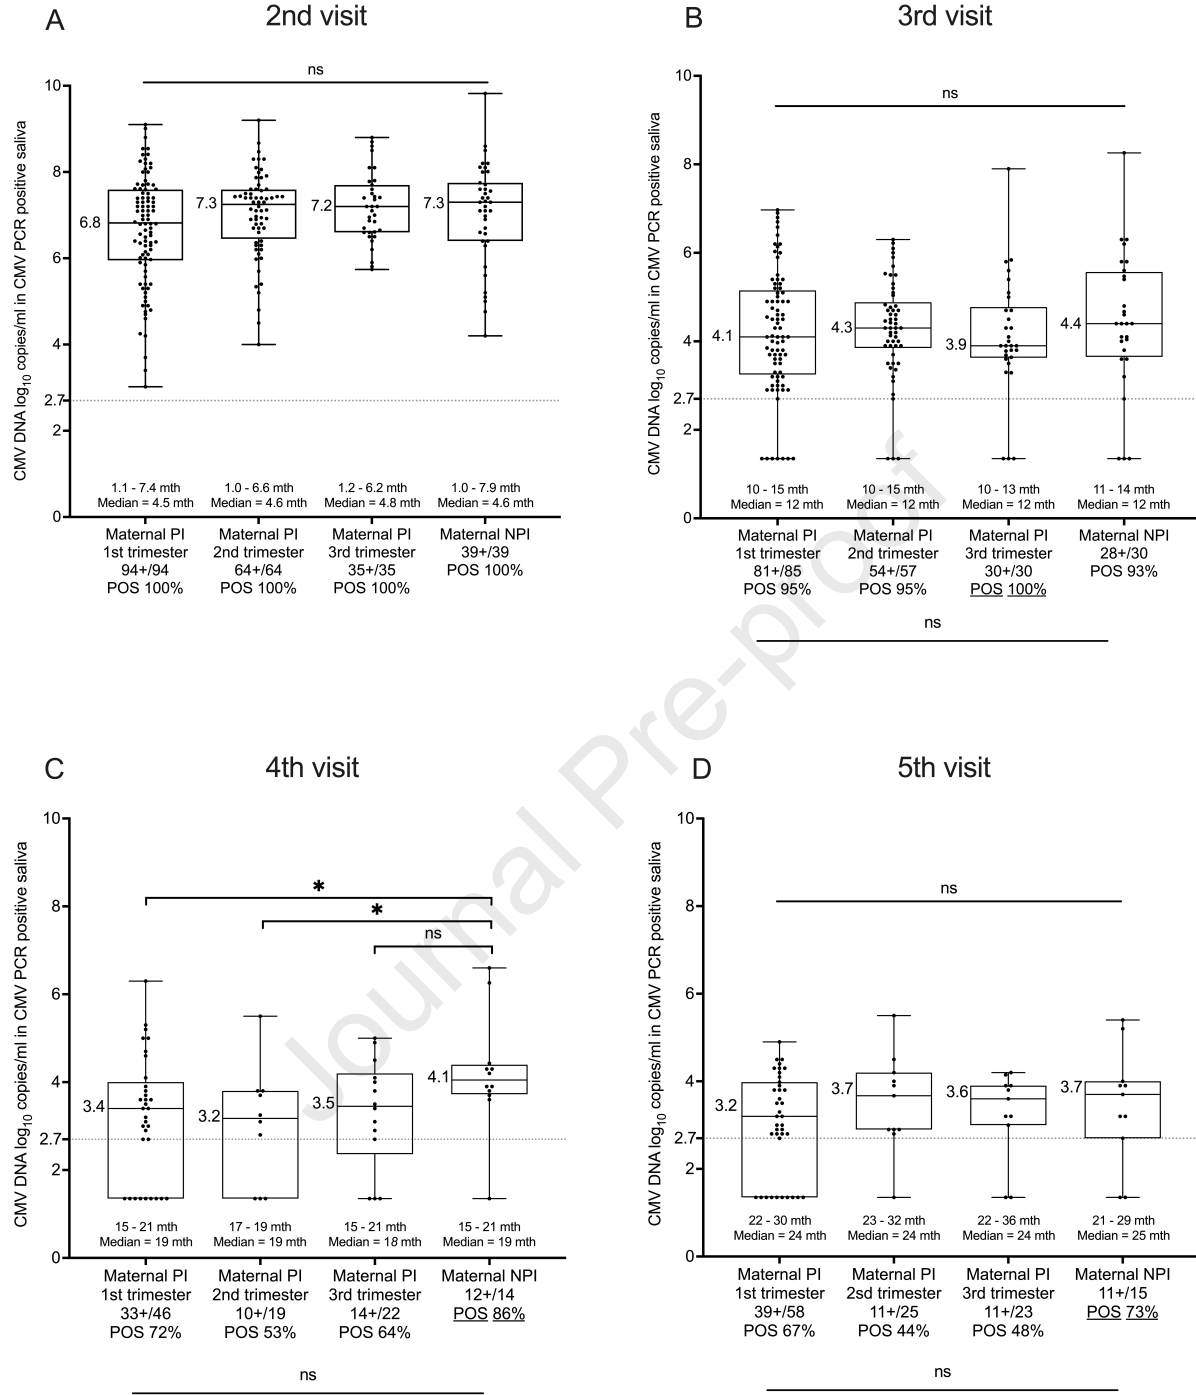 A
2nd visit
CMV DNA log10 copies/ml in CMV PCR positive saliva
ns
10
8
6
4
2.7
2
0
6.8
7.3
7.2
7.3
1.1 - 7.4 mth
Median = 4.5 mth
1.0 - 6.6 mth
Median = 4.6 mth
1.2 - 6.2 mth
Median = 4.8 mth
1.0 - 7.9 mth
Median = 4.6 mth
Maternal PI
1st trimester
94+/94
POS 100%
Maternal PI
2nd trimester
64+/64
POS 100%
Maternal PI
3rd trimester
35+/35
POS 100%
Maternal NPI
39+/39
POS 100%
B
3rd visit
CMV DNA log10 copies/ml in CMV PCR positive saliva
ns
10
8
6
4
2.7
2
0
4.1
4.3
3.9
4.4
10 - 15 mth
Median = 12 mth
10 - 15 mth
Median = 12 mth
10 - 13 mth
Median = 12 mth
11 - 14 mth
Median = 12 mth
Maternal PI
1st trimester
81+/85
POS 95%
Maternal PI
2nd trimester
54+/57
POS 95%
Maternal PI
3rd trimester
30+/30
POS 100%
Maternal NPI
28+/30
POS 93%
ns
Journal Pre-proof
C
4th visit
CMV DNA log10 copies/ml in CMV PCR positive saliva
*
*
ns
10
8
6
4
2.7
2
0
3.4
3.2
3.5
4.1
15 - 21 mth
Median = 19 mth
17 - 19 mth
Median = 19 mth
15 - 21 mth
Median = 18 mth
15 - 21 mth
Median = 19 mth
Maternal PI
1st trimester
33+/46
POS 72%
Maternal PI
2nd trimester
10+/19
POS 53%
Maternal PI
3rd trimester
14+/22
POS 64%
Maternal NPI
12+/14
POS 86%
ns
D
5th visit
CMV DNA log10 copies/ml in CMV PCR positive saliva
ns
10
8
6
4
2.7
2
0
3.2
3.7
3.6
3.7
22 - 30 mth
Median = 24 mth
23 - 32 mth
Median = 24 mth
22 - 36 mth
Median = 24 mth
21 - 29 mth
Median = 25 mth
Maternal PI
1st trimester
39+/58
POS 67%
Maternal PI
2sd trimester
11+/25
POS 44%
Maternal PI
3rd trimester
11+/23
POS 48%
Maternal NPI
11+/15
POS 73%
ns